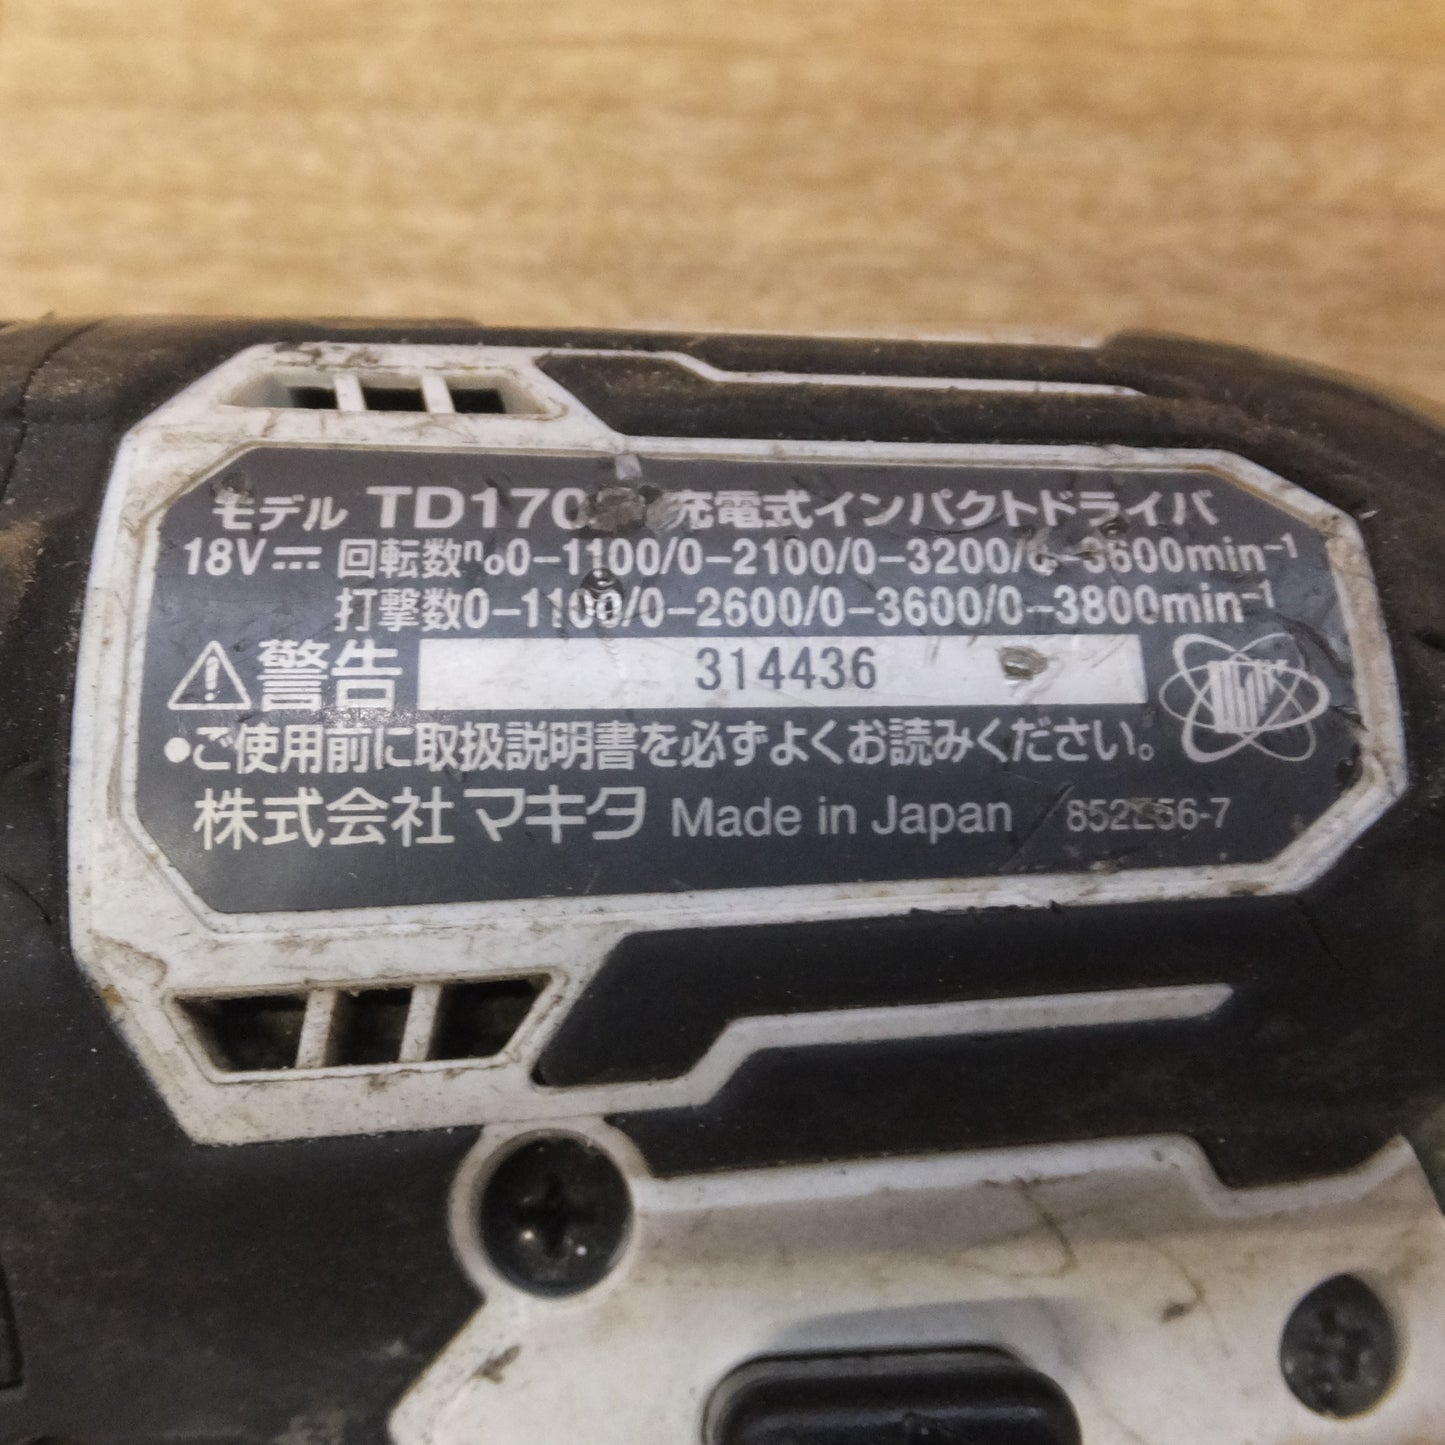 モデル 充電式インパクトドライバ
18V⎓ 回転数n₀0-1100/0-2100/0-3200/0-3600min⁻¹
打撃数0-1100/0-2600/0-3600/0-3800min⁻¹
⚠警告 314436
●ご使用前に取扱説明書を必ずよくお読みください。
株式会社マキタ Made in Japan